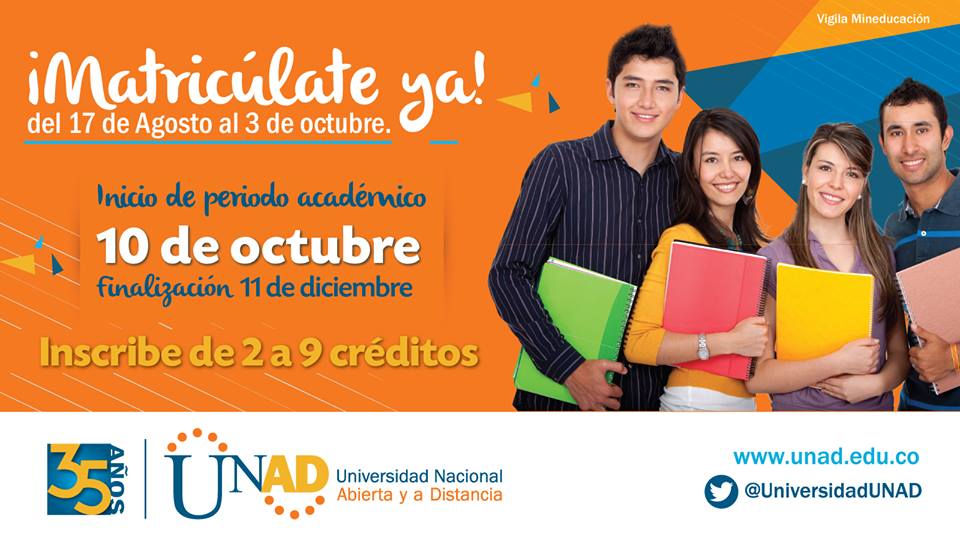 Vigila Mineducación
¡Matricúlate ya!
del 17 de Agosto al 3 de octubre.
Inicio de periodo académico
10 de octubre
Finalización 11 de diciembre
Inscribe de 2 a 9 créditos
35 AÑOS
UNAD
Universidad Nacional
Abierta y a Distancia
www.unad.edu.co
@UniversidadUNAD